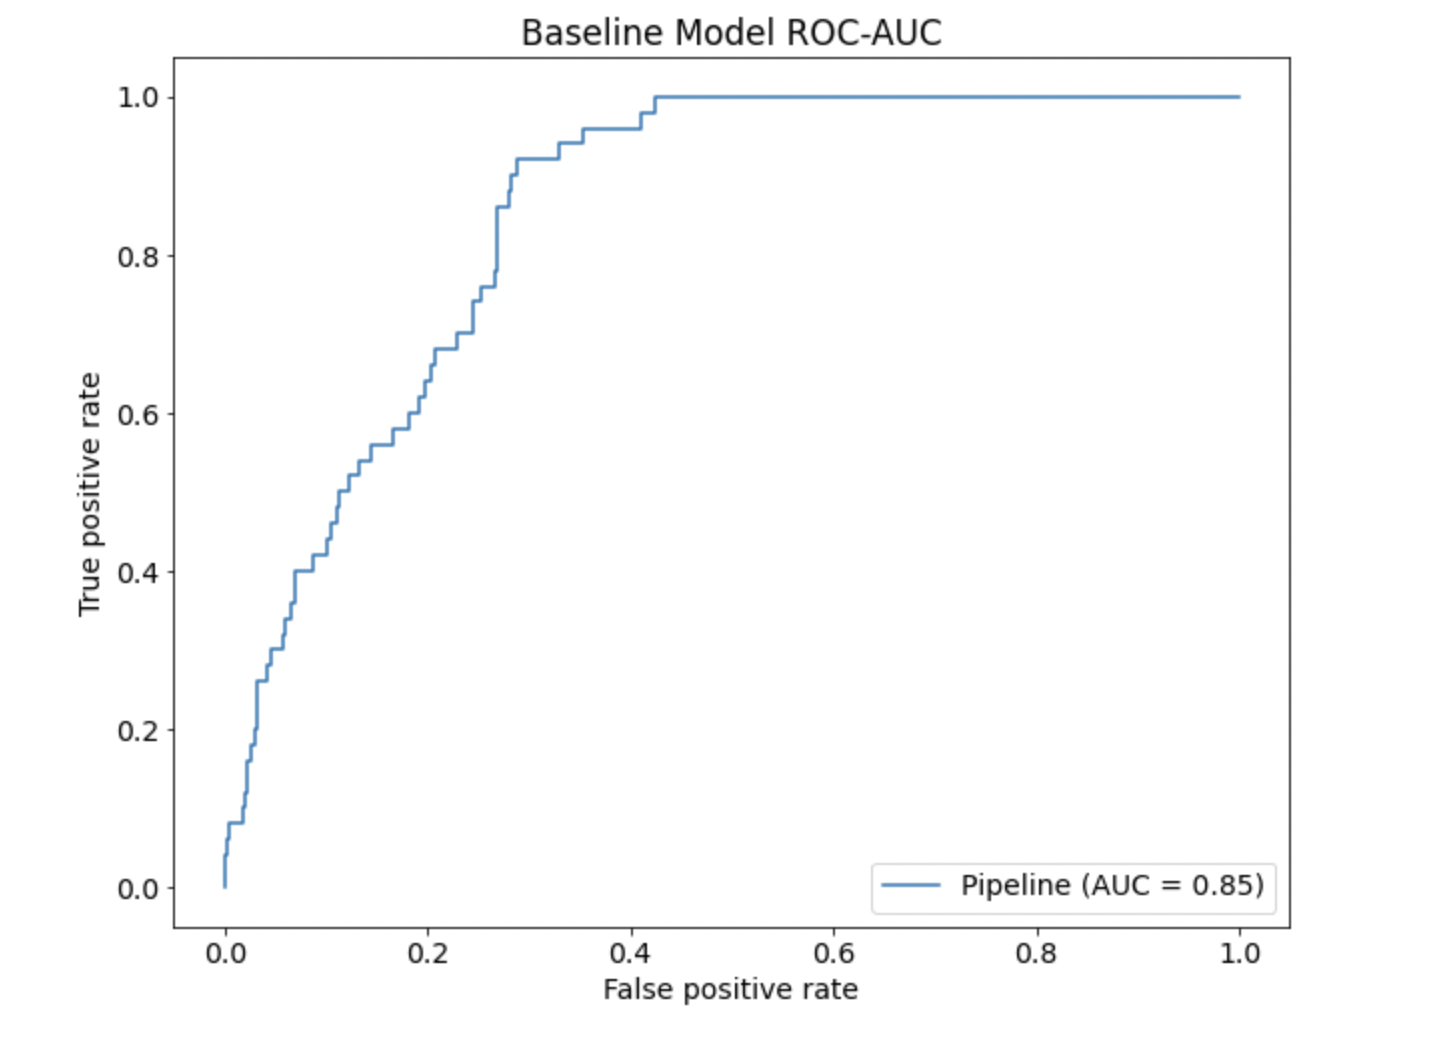 Baseline Model ROC-AUC
1.0
0.8
0.6
0.4
0.2
0.0
True positive rate
Pipeline (AUC = 0.85)
0.0 0.2 0.4 0.6 0.8 1.0
False positive rate